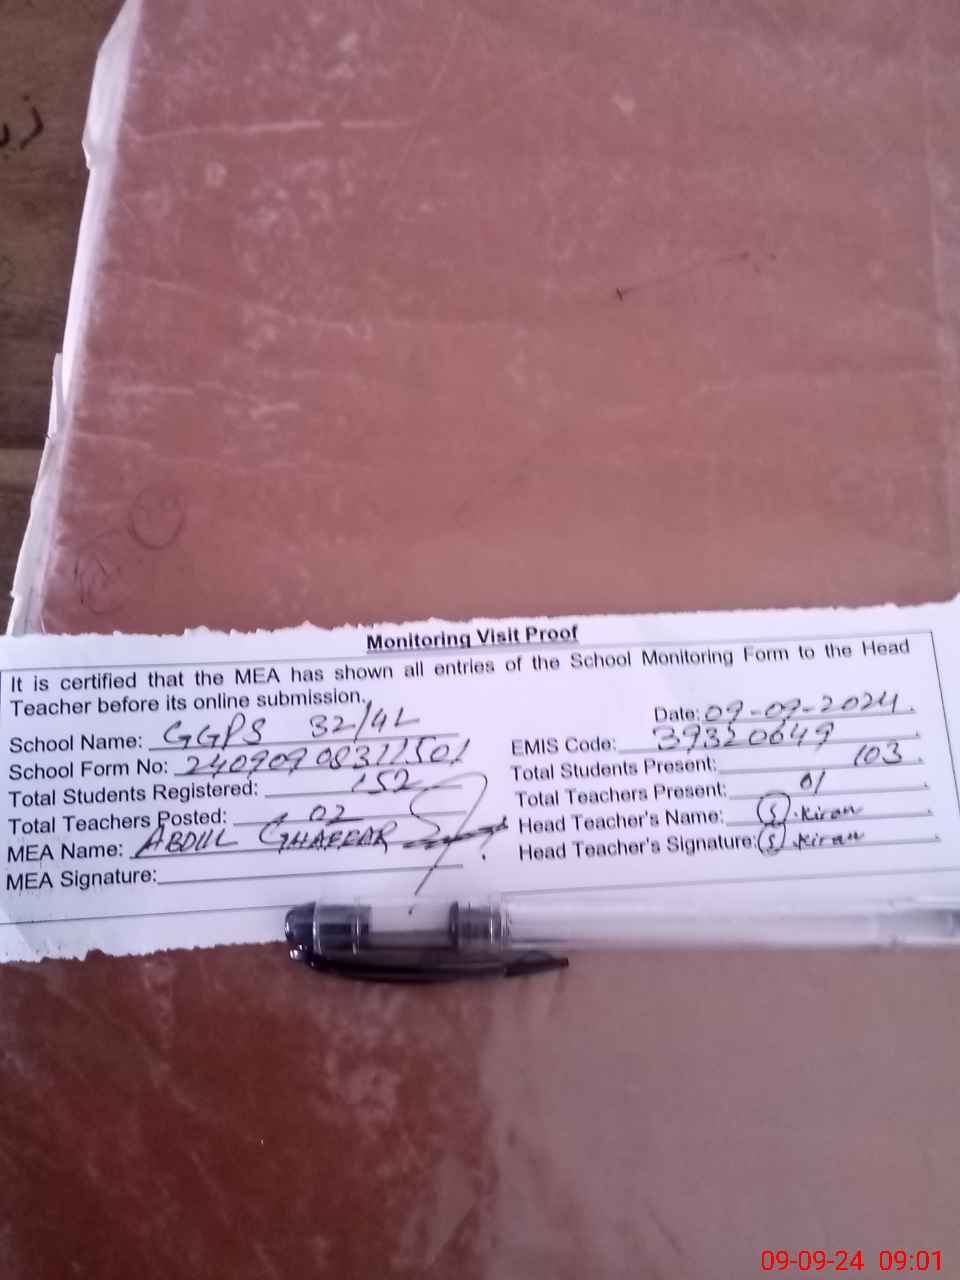 Monitoring Visit Proof
It is certified that the MEA has shown all entries of the School Monitoring Form to the Head
Teacher before its online submission.
Date: 09-09-2024
School Name: GGPS 32/4L
EMIS Code: 39320649
School Form No: 24090908311501
Total Students Present: 103
Total Students Registered: 152
Total Teachers Present: 01
Total Teachers Posted: 02
Head Teacher's Name: (S).Kiran
MEA Name: ABDUL GHAFFAR
Head Teacher's Signature: (S).Kiran
MEA Signature:
09-09-24 09:01